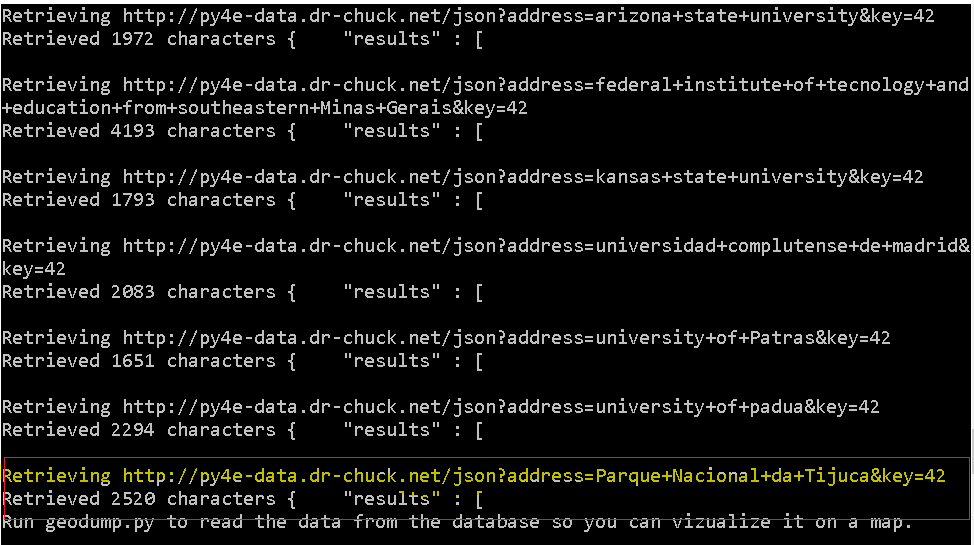 Retrieving http://py4e-data.dr-chuck.net/json?address=arizona+state+university&key=42
Retrieved 1972 characters {    "results" : [
Retrieving http://py4e-data.dr-chuck.net/json?address=federal+institute+of+tecnology+and
+education+from+southeastern+Minas+Gerais&key=42
Retrieved 4193 characters {    "results" : [
Retrieving http://py4e-data.dr-chuck.net/json?address=kansas+state+university&key=42
Retrieved 1793 characters {    "results" : [
Retrieving http://py4e-data.dr-chuck.net/json?address=universidad+complutense+de+madrid&
key=42
Retrieved 2083 characters {    "results" : [
Retrieving http://py4e-data.dr-chuck.net/json?address=university+of+Patras&key=42
Retrieved 1651 characters {    "results" : [
Retrieving http://py4e-data.dr-chuck.net/json?address=university+of+padua&key=42
Retrieved 2294 characters {    "results" : [
Retrieving http://py4e-data.dr-chuck.net/json?address=Parque+Nacional+da+Tijuca&key=42
Retrieved 2520 characters {    "results" : [
Run geodump.py to read the data from the database so you can vizualize it on a map.